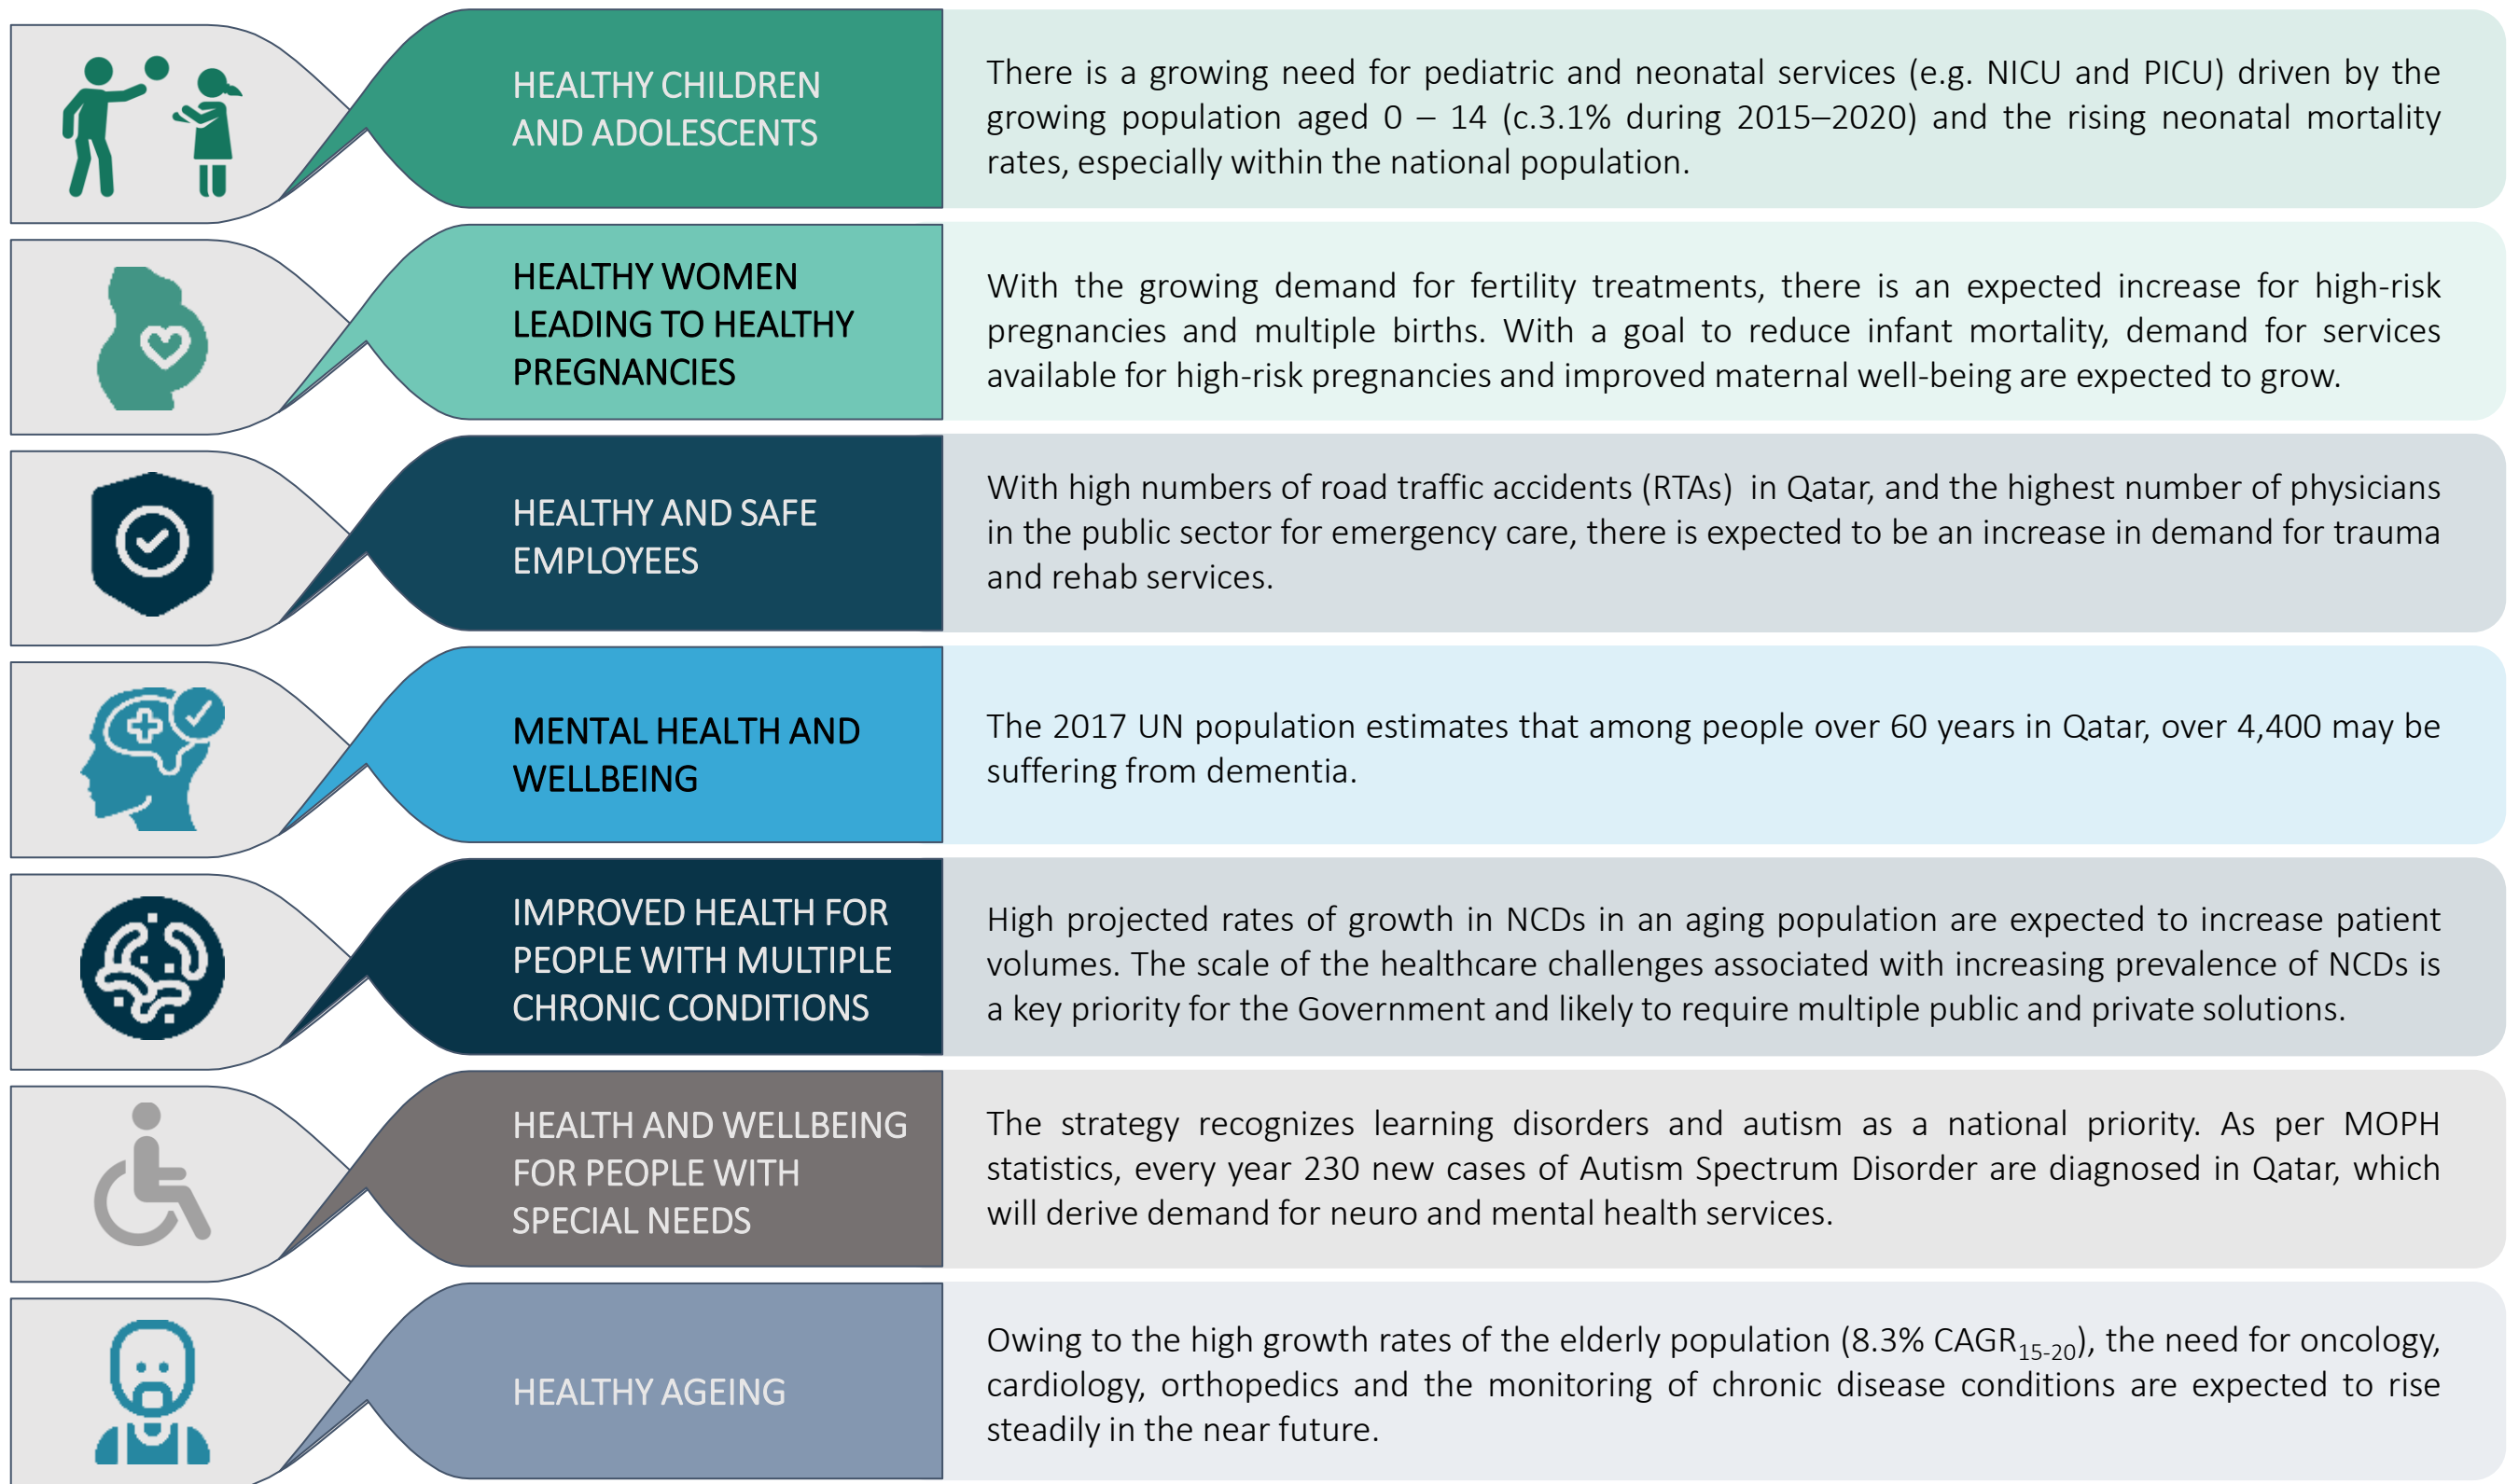 HEALTHY CHILDREN
AND ADOLESCENTS
There is a growing need for pediatric and neonatal services (e.g. NICU and PICU) driven by the
growing population aged 0 – 14 (c.3.1% during 2015–2020) and the rising neonatal mortality
rates, especially within the national population.
HEALTHY WOMEN
LEADING TO HEALTHY
PREGNANCIES
With the growing demand for fertility treatments, there is an expected increase for high-risk
pregnancies and multiple births. With a goal to reduce infant mortality, demand for services
available for high-risk pregnancies and improved maternal well-being are expected to grow.
HEALTHY AND SAFE
EMPLOYEES
With high numbers of road traffic accidents (RTAs) in Qatar, and the highest number of physicians
in the public sector for emergency care, there is expected to be an increase in demand for trauma
and rehab services.
MENTAL HEALTH AND
WELLBEING
The 2017 UN population estimates that among people over 60 years in Qatar, over 4,400 may be
suffering from dementia.
IMPROVED HEALTH FOR
PEOPLE WITH MULTIPLE
CHRONIC CONDITIONS
High projected rates of growth in NCDs in an aging population are expected to increase patient
volumes. The scale of the healthcare challenges associated with increasing prevalence of NCDs is
a key priority for the Government and likely to require multiple public and private solutions.
HEALTH AND WELLBEING
FOR PEOPLE WITH
SPECIAL NEEDS
The strategy recognizes learning disorders and autism as a national priority. As per MOPH
statistics, every year 230 new cases of Autism Spectrum Disorder are diagnosed in Qatar, which
will derive demand for neuro and mental health services.
HEALTHY AGEING
Owing to the high growth rates of the elderly population (8.3% CAGR15-20), the need for oncology,
cardiology, orthopedics and the monitoring of chronic disease conditions are expected to rise
steadily in the near future.